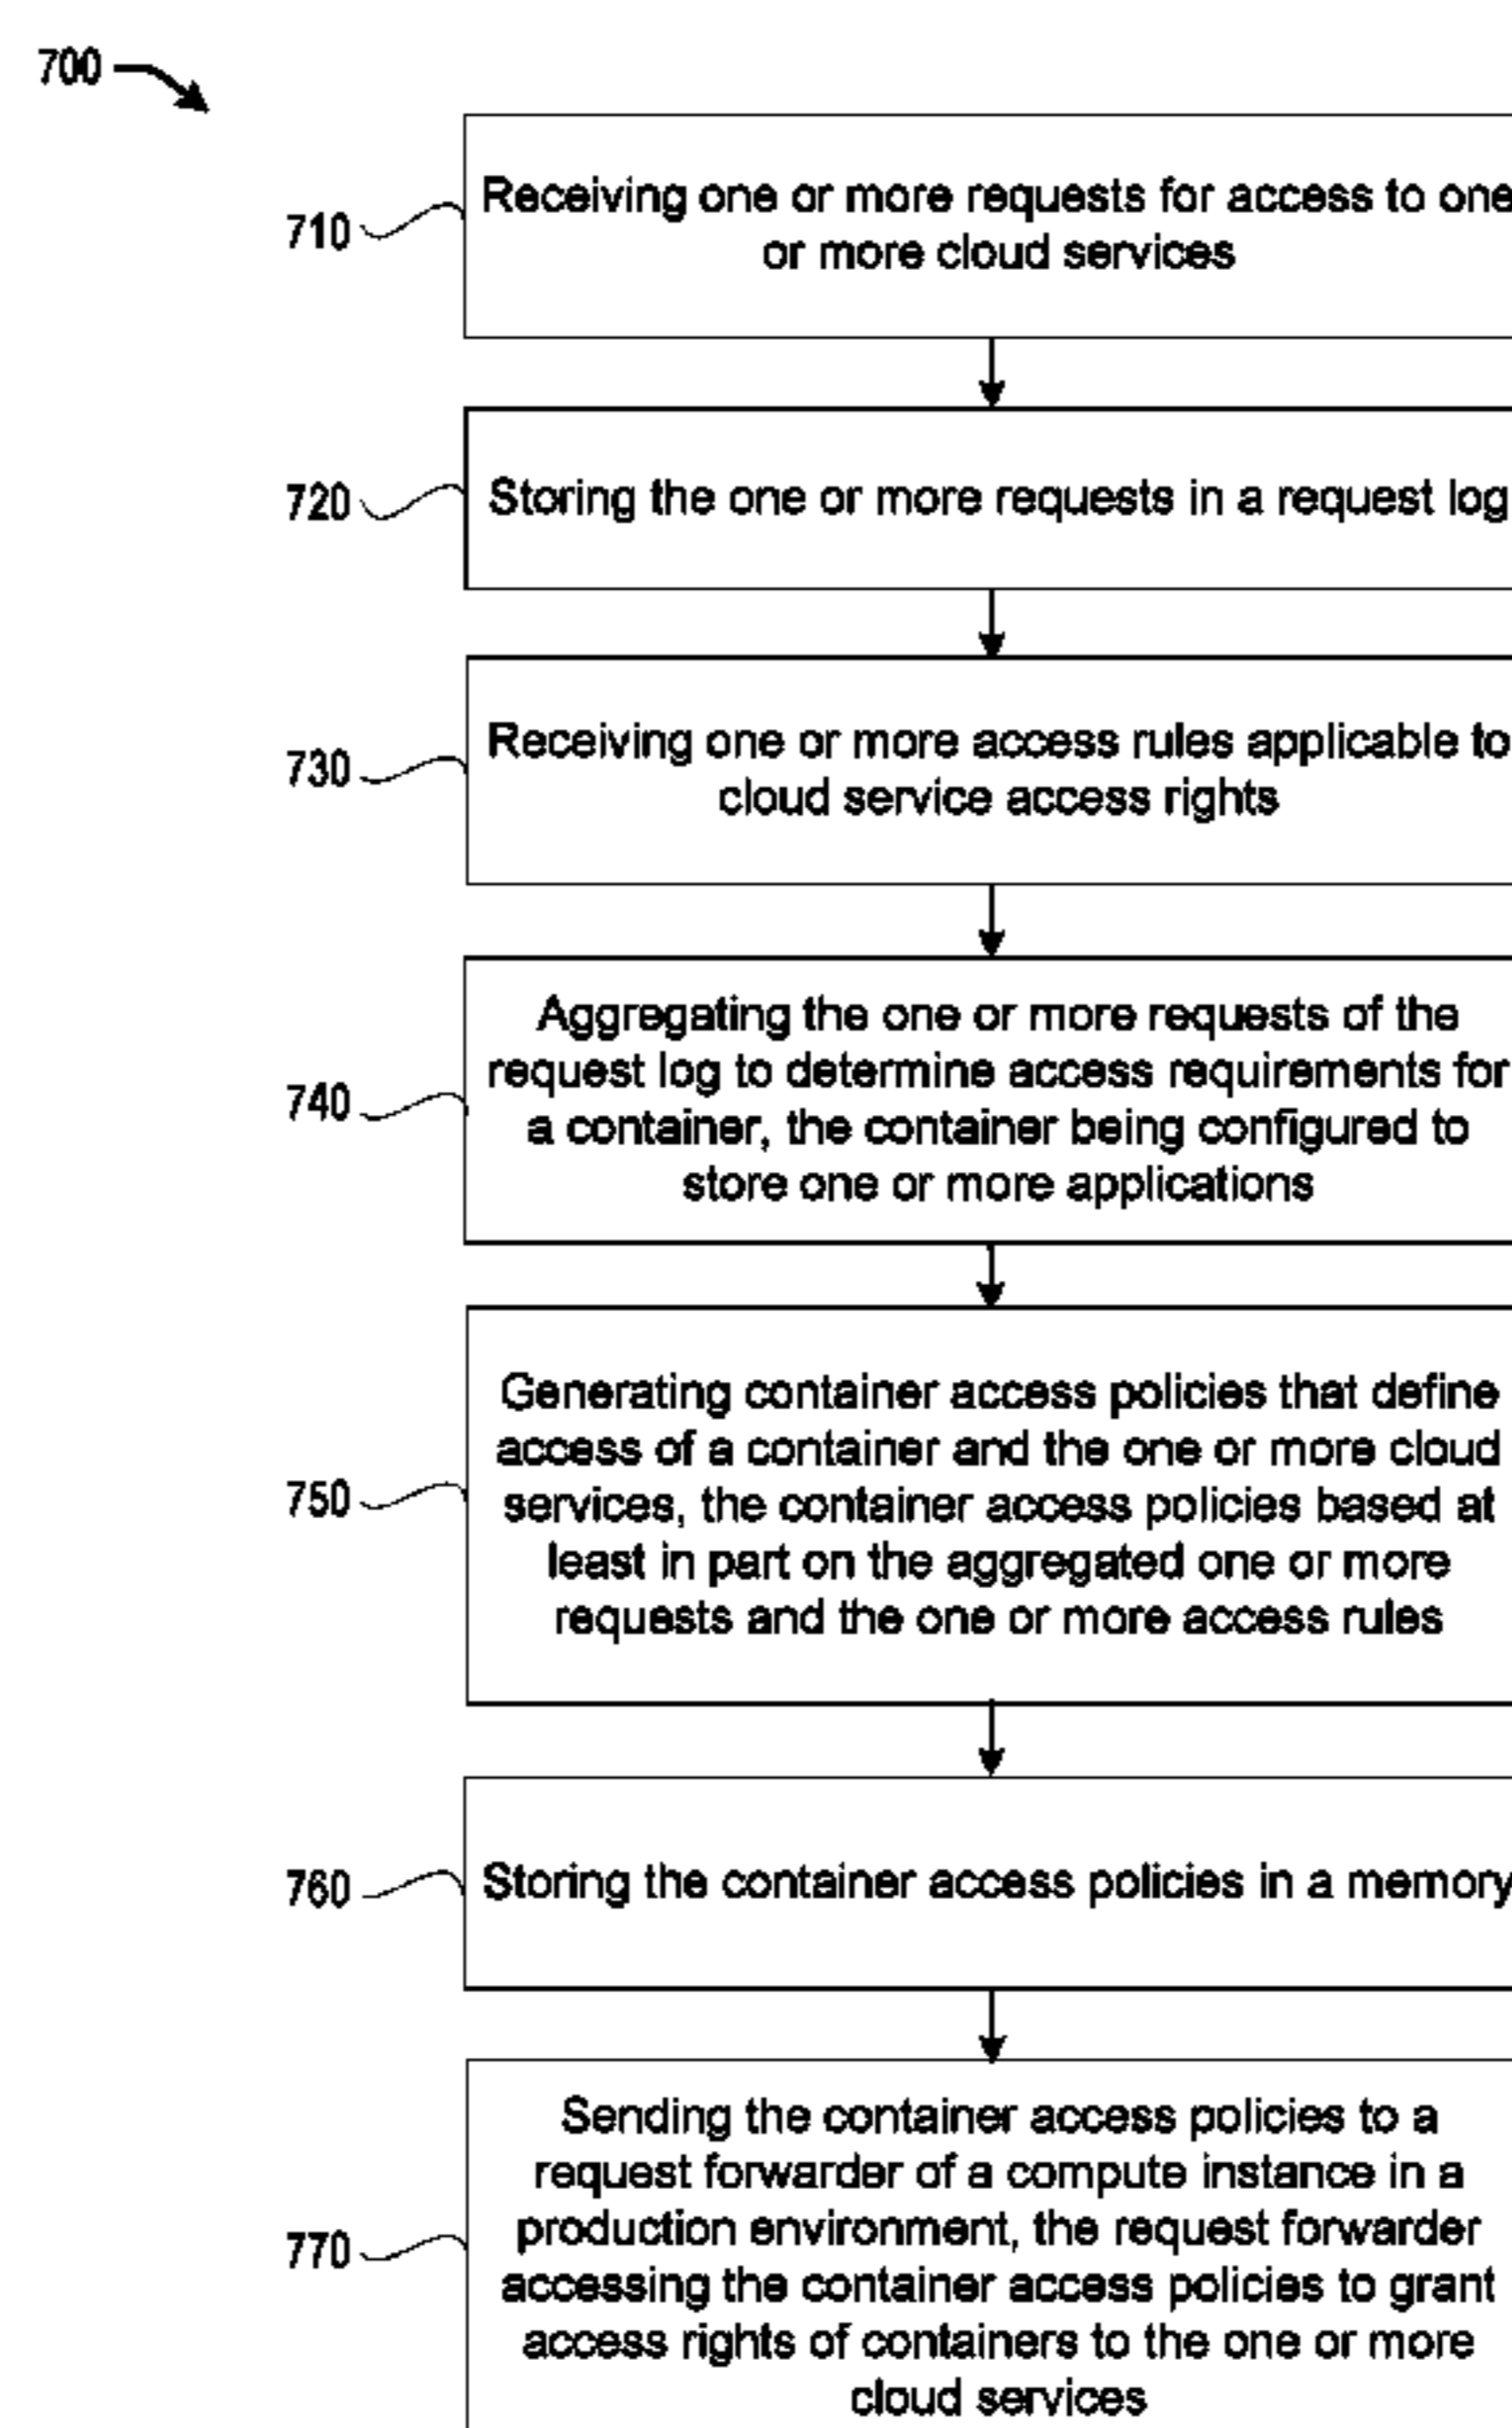 700
710
Receiving one or more requests for access to one
or more cloud services
720
Storing the one or more requests in a request log
730
Receiving one or more access rules applicable to
cloud service access rights
740
Aggregating the one or more requests of the
request log to determine access requirements for
a container, the container being configured to
store one or more applications
750
Generating container access policies that define
access of a container and the one or more cloud
services, the container access policies based at
least in part on the aggregated one or more
requests and the one or more access rules
760
Storing the container access policies in a memory
770
Sending the container access policies to a
request forwarder of a compute instance in a
production environment, the request forwarder
accessing the container access policies to grant
access rights of containers to the one or more
cloud services